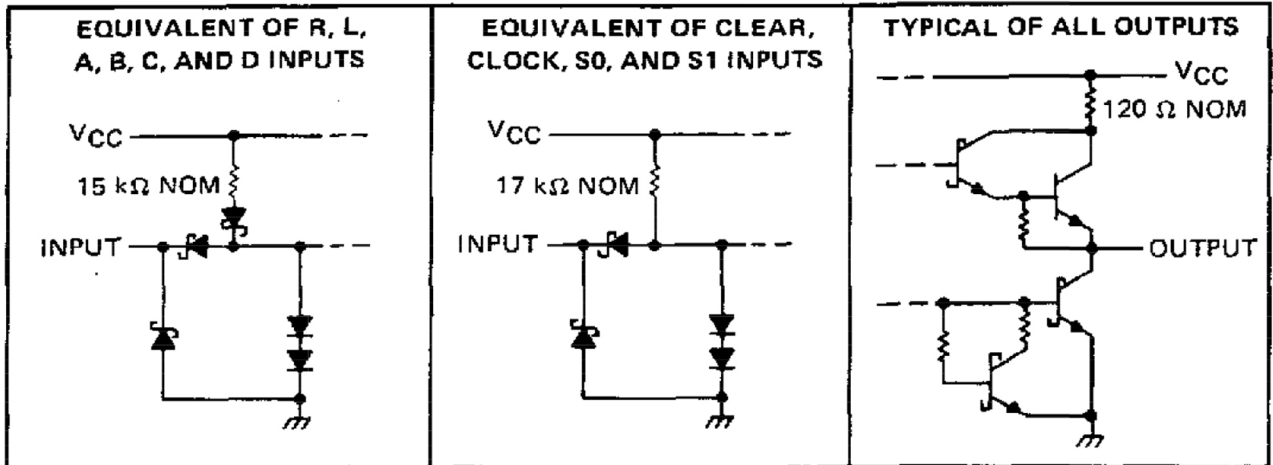 EQUIVALENT OF R, L,
A, B, C, AND D INPUTS
VCC
15 kΩ NOM
INPUT
EQUIVALENT OF CLEAR,
CLOCK, S0, AND S1 INPUTS
VCC
17 kΩ NOM
INPUT
TYPICAL OF ALL OUTPUTS
VCC
120 Ω NOM
OUTPUT